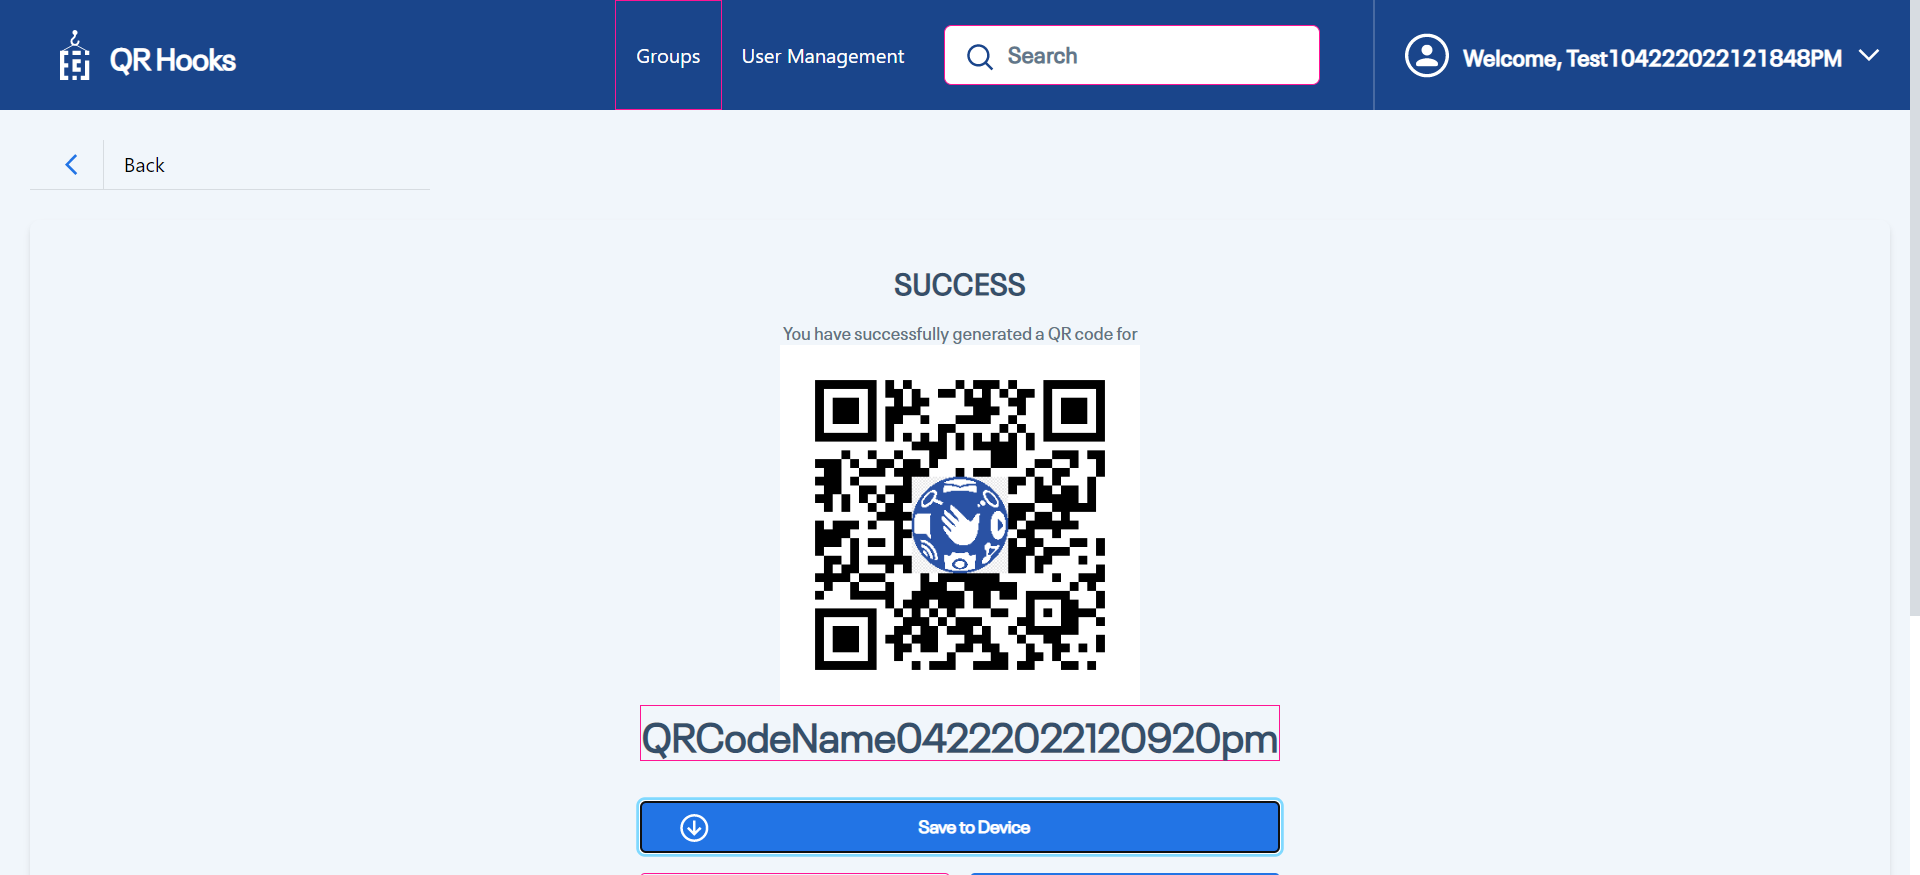 QR Hooks
Groups
User Management
Search
Welcome, Test104222022121848PM
Back
SUCCESS
You have successfully generated a QR code for
QRCodeName04222022120920pm
Save to Device